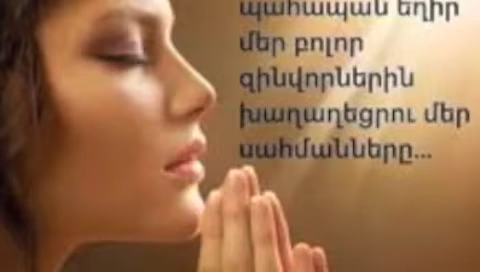 պահապան եղիր
մեր բոլոր
զինվորներին
խաղաղեցրու մեր
սահմանները...